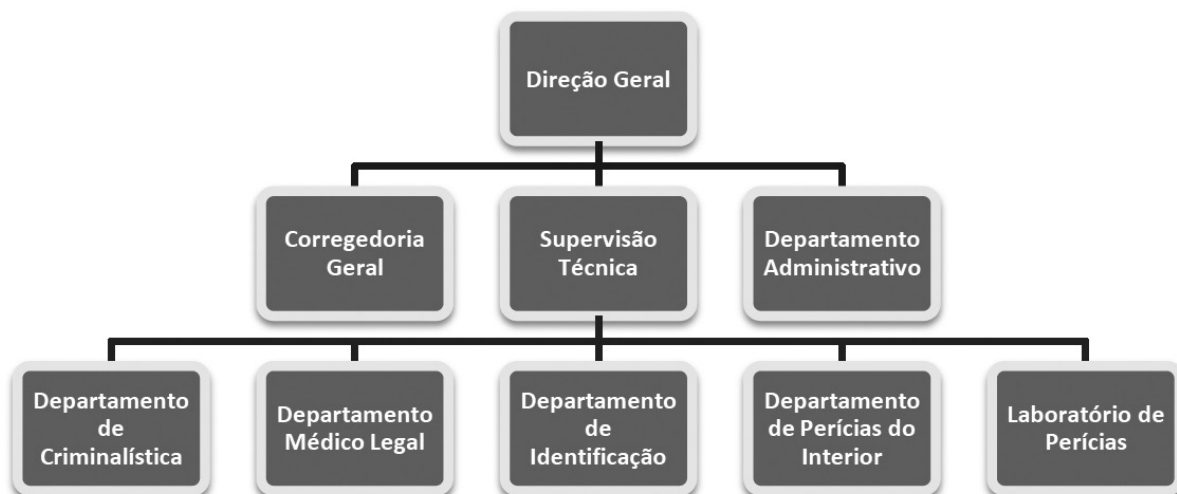 Direção Geral
Corregedoria
Geral
Supervisão
Técnica
Departamento
Administrativo
Departamento
de
Criminalística
Departamento
Médico Legal
Departamento
de
Identificação
Departamento
de Perícias do
Interior
Laboratório de
Perícias